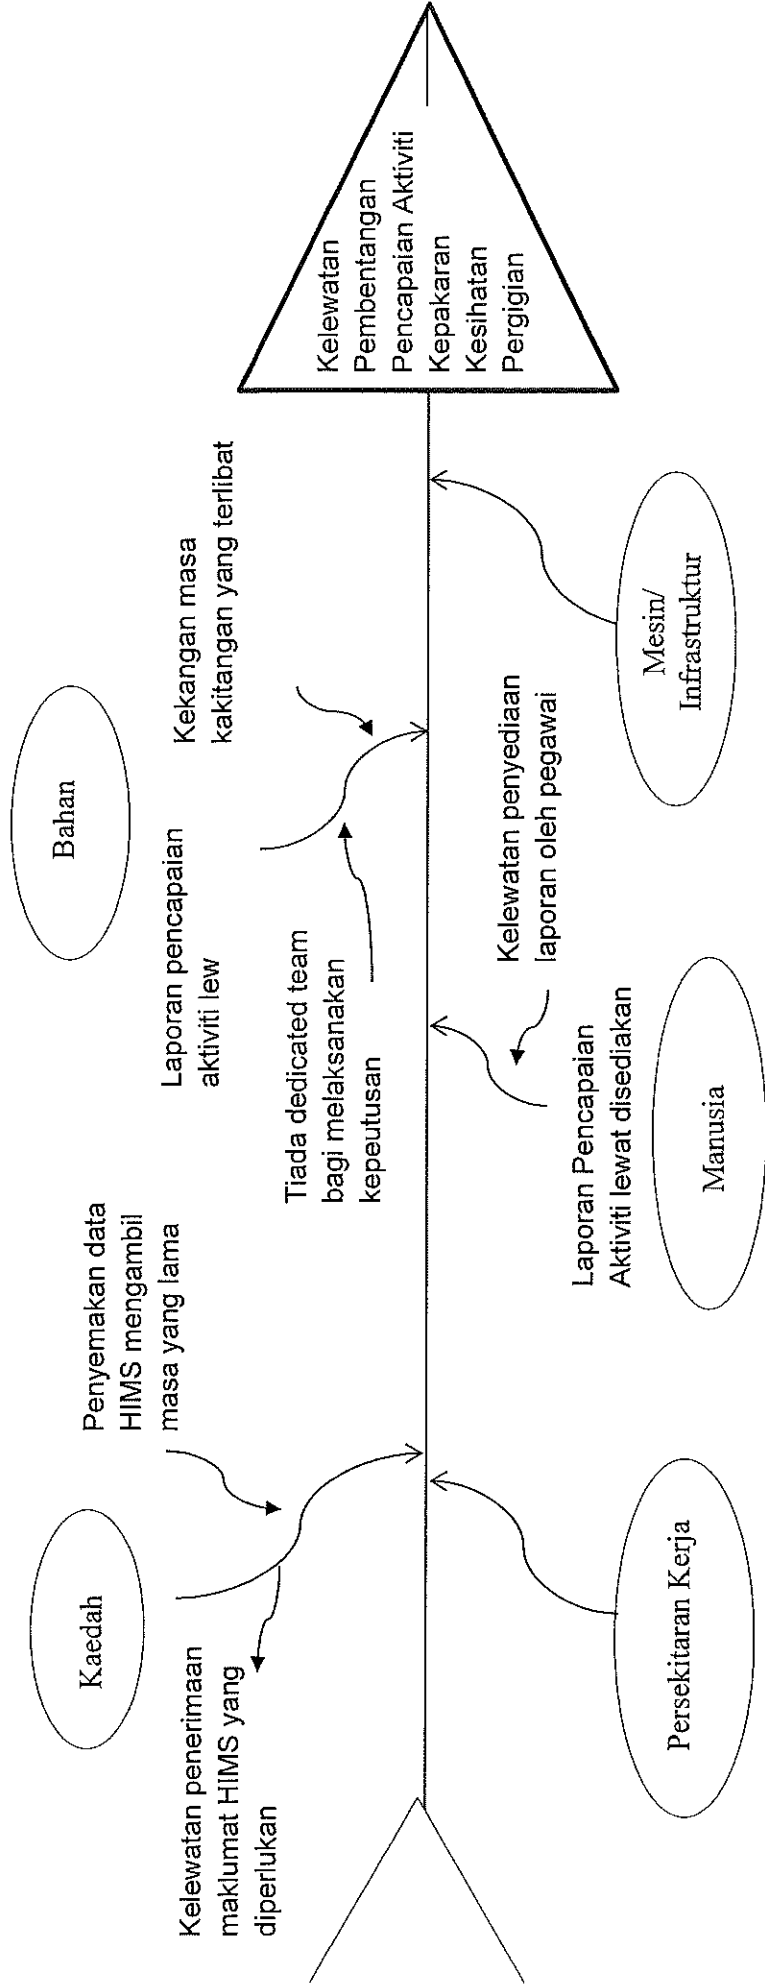 Kaedah
Penyemakan data
HIMS mengambil
masa yang lama
Kelewatan penerimaan
maklumat HIMS yang
diperlukan
Bahan
Laporan pencapaian
aktiviti lew
Kekangan masa
kakitangan yang terlibat
Tiada dedicated team
bagi melaksanakan
kepeutusan
Kelewatan
Pembentangan
Pencapaian Aktiviti
Kepakaran
Kesihatan
Pergigian
Persekitaran Kerja
Laporan Pencapaian
Aktiviti lewat disediakan
Kelewatan penyediaan
laporan oleh pegawai
Manusia
Mesin/
Infrastruktur